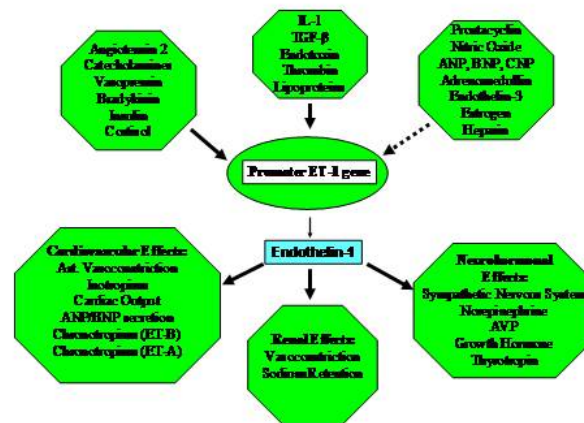 IL-1
TGF-β
Endotoxin
Thrombin
Lipoprotein
Angiotensin 2
Catecholamines
Vasopressin
Bradykinin
Insulin
Cortisol
Prostacyclin
Nitric Oxide
ANP, BNP, CNP
Adrenomedullin
Endothelin-3
Estrogen
Heparin
Promoter ET-1 gene
Endothelin-1
Cardiovascular Effects:
Art. Vasoconstriction
Inotropism
Cardiac Output
ANP/BNP secretion
Chronotropism (ET-B)
Chronotropism (ET-A)
Renal Effects:
Vasoconstriction
Sodium Retention
Neurohormonal
Effects:
Sympathetic Nervous System
Norepinephrine
AVP
Growth Hormone
Thyrotropin